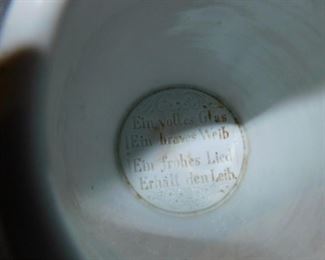 Ein volles Glas
Ein braves Weib
Ein frohes Lied
Erhält den Leib.